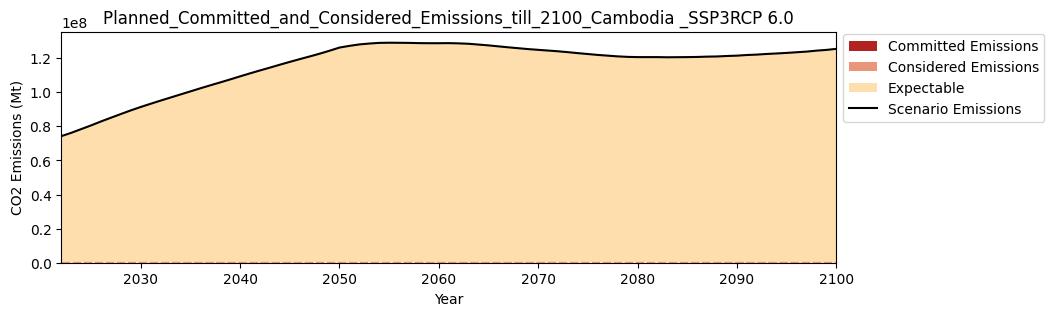 Planned_Committed_and_Considered_Emissions_till_2100_Cambodia _SSP3RCP 6.0
1e8
1.2
1.0
0.8
0.6
0.4
0.2
0.0
CO2 Emissions (Mt)
2030 2040 2050 2060 2070 2080 2090 2100
Year
Committed Emissions
Considered Emissions
Expectable
Scenario Emissions